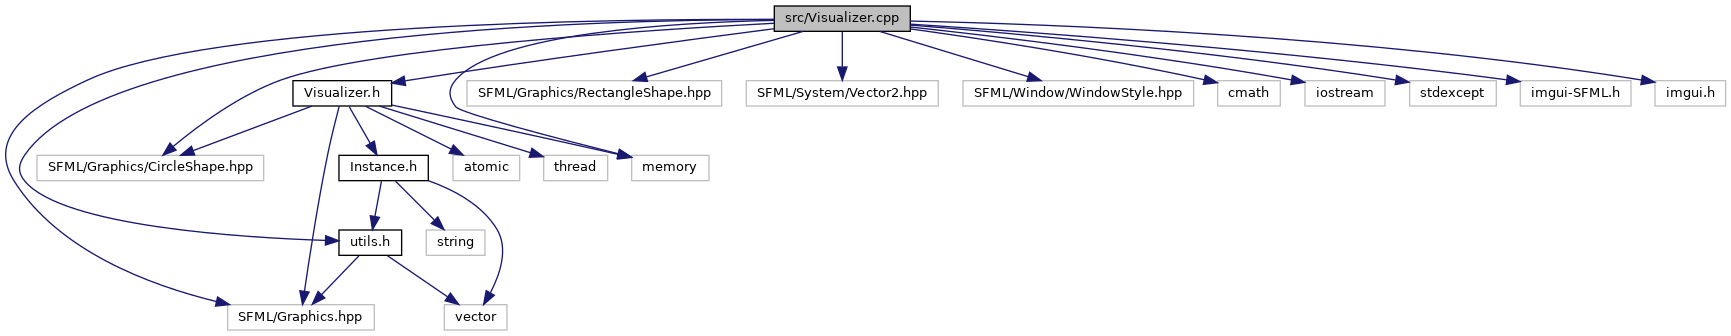 src/Visualizer.cpp
Visualizer.h
SFML/Graphics/RectangleShape.hpp
SFML/System/Vector2.hpp
SFML/Window/WindowStyle.hpp
cmath
iostream
stdexcept
imgui-SFML.h
imgui.h
SFML/Graphics/CircleShape.hpp
Instance.h
atomic
thread
memory
utils.h
string
SFML/Graphics.hpp
vector